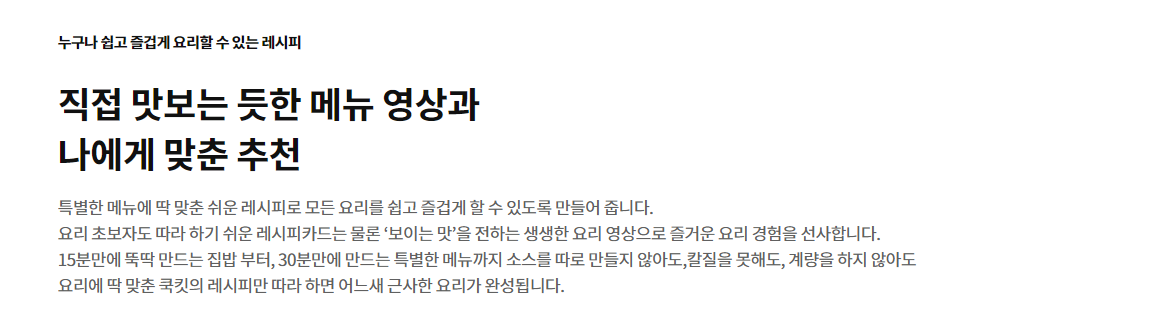 누구나 쉽고 즐겁게 요리할 수 있는 레시피
직접 맛보는 듯한 메뉴 영상과
나에게 맞춘 추천
특별한 메뉴에 딱 맞춘 쉬운 레시피로 모든 요리를 쉽고 즐겁게 할 수 있도록 만들어 줍니다.
요리 초보자도 따라 하기 쉬운 레시피카드는 물론 ‘보이는 맛’을 전하는 생생한 요리 영상으로 즐거운 요리 경험을 선사합니다.
15분만에 뚝딱 만드는 집밥 부터, 30분만에 만드는 특별한 메뉴까지 소스를 따로 만들지 않아도,칼질을 못해도, 계량을 하지 않아도
요리에 딱 맞춘 쿡킷의 레시피만 따라 하면 어느새 근사한 요리가 완성됩니다.